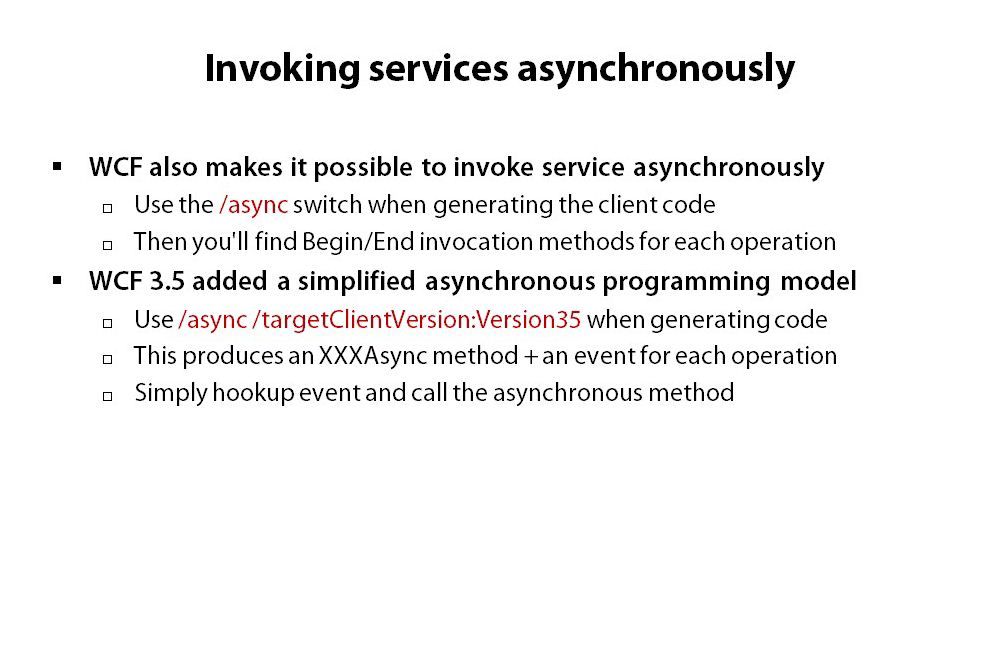 Invoking services asynchronously
WCF also makes it possible to invoke service asynchronously
Use the /async switch when generating the client code
Then you'll find Begin/End invocation methods for each operation
WCF 3.5 added a simplified asynchronous programming model
Use /async /targetClientVersion:Version35 when generating code
This produces an XXXAsync method + an event for each operation
Simply hookup event and call the asynchronous method